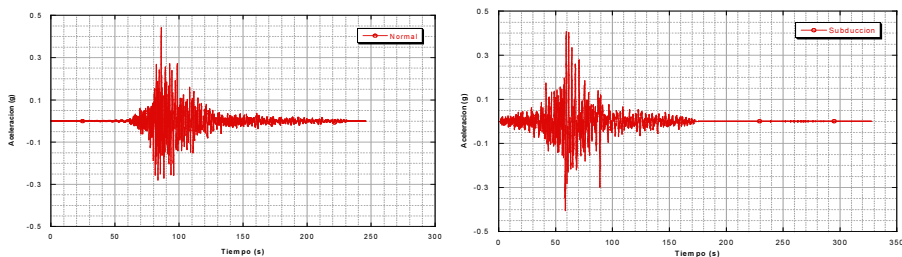 0.5
0.3
0.1
-0.1
-0.3
-0.5
Aceleracion (g)
0 50 100 150 200 250 300
Tiempo (s)
Normal
0.5
0.3
0.1
-0.1
-0.3
-0.5
Aceleracion (g)
0 50 100 150 200 250 300 350
Tiempo (s)
Subduccion